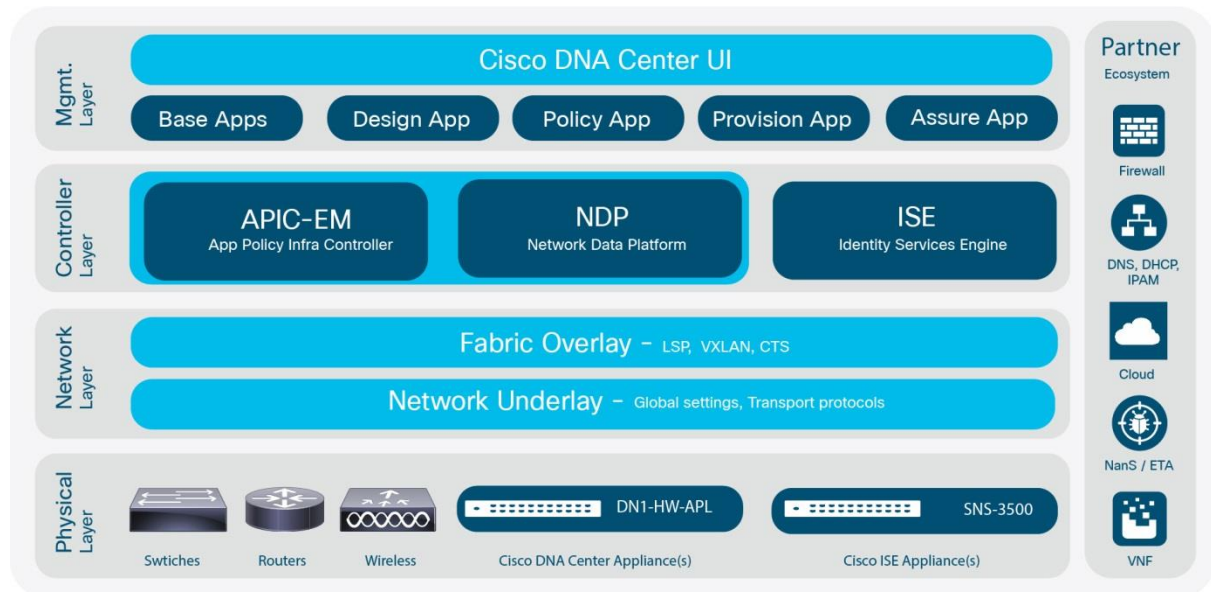 Mgmt.
Layer
Cisco DNA Center UI
Base Apps
Design App
Policy App
Provision App
Assure App
Controller
Layer
APIC-EM
App Policy Infra Controller
NDP
Network Data Platform
ISE
Identity Services Engine
Network
Layer
Fabric Overlay - LSP, VXLAN, CTS
Network Underlay - Global settings, Transport protocols
Physical
Layer
Swtiches
Routers
Wireless
DN1-HW-APL
Cisco DNA Center Appliance(s)
SNS-3500
Cisco ISE Appliance(s)
Partner
Ecosystem
Firewall
DNS, DHCP,
IPAM
Cloud
NanS / ETA
VNF